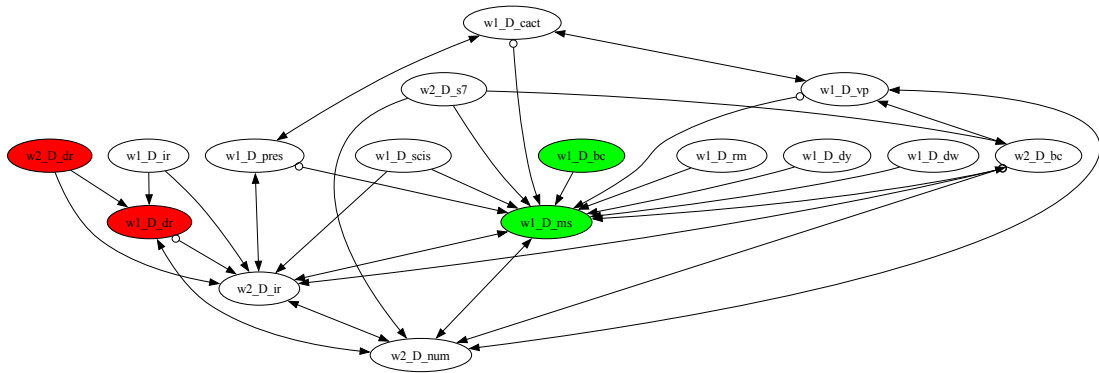 w1_D_cact
w2_D_s7
w1_D_vp
w2_D_dr
w1_D_ir
w1_D_pres
w1_D_scis
w1_D_bc
w1_D_rm
w1_D_dy
w1_D_dw
w2_D_bc
w1_D_dr
w1_D_ms
w2_D_ir
w2_D_num